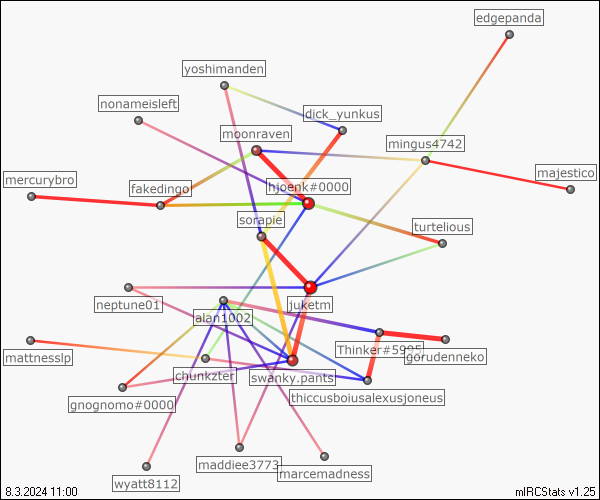 edgepanda
yoshimanden
nonameisleft
dick_yunkus
moonraven
mingus4742
majestico
mercurybro
fakedingo
hjoenk#0000
sorapie
turtelious
neptune01
juketm
alan1002
mattnesslp
Thinker#5995
gorudenneko
chunkzter
swanky.pants
thiccusboiusalexusjoneus
gnognomo#0000
wyatt8112
maddiee3773
marcemadness
8.3.2024 11:00
mIRCStats v1.25